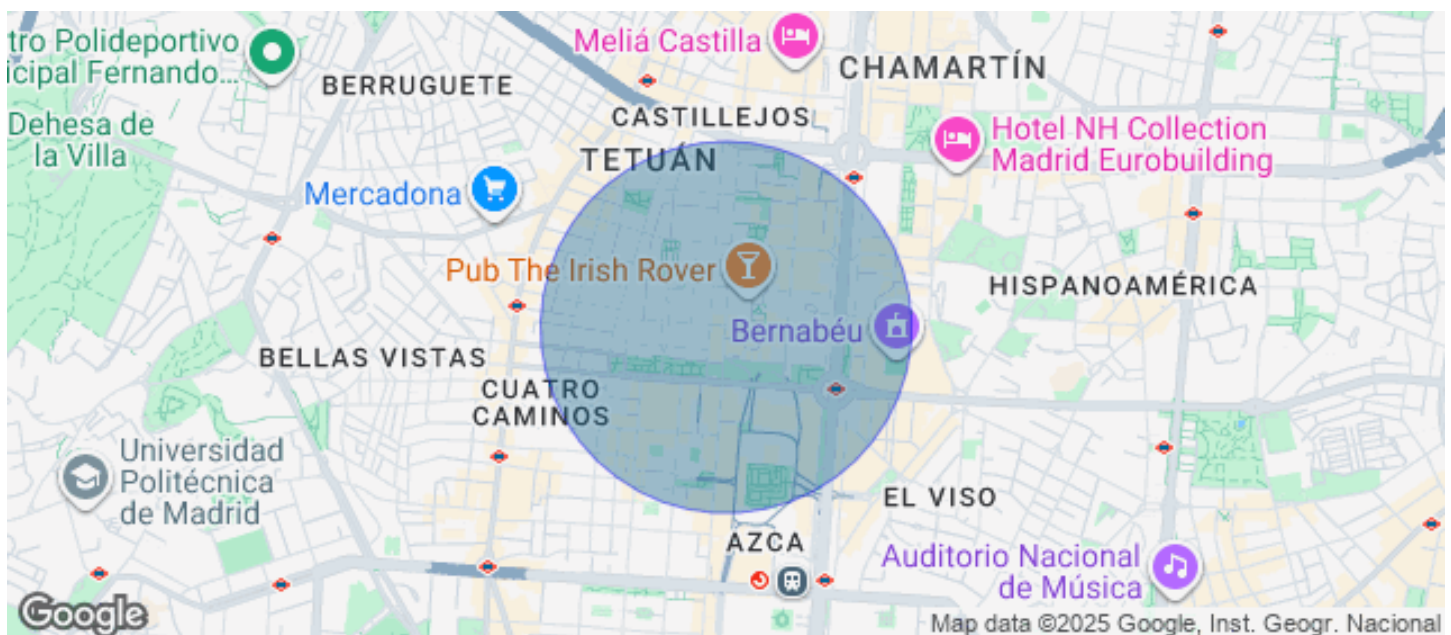 tro Polideportivo
icipal Fernando...
Meliá Castilla
CHAMARTÍN
BERRUGUETE
CASTILLEJOS
Dehesa de
la Villa
Hotel NH Collection
Madrid Eurobuilding
TETUÁN
Mercadona
Pub The Irish Rover
HISPANOAMÉRICA
Bernabéu
BELLAS VISTAS
CUATRO
CAMINOS
Universidad
Politécnica
de Madrid
EL VISO
AZCA
Auditorio Nacional
de Música
Google
Map data ©2025 Google, Inst. Geogr. Nacional